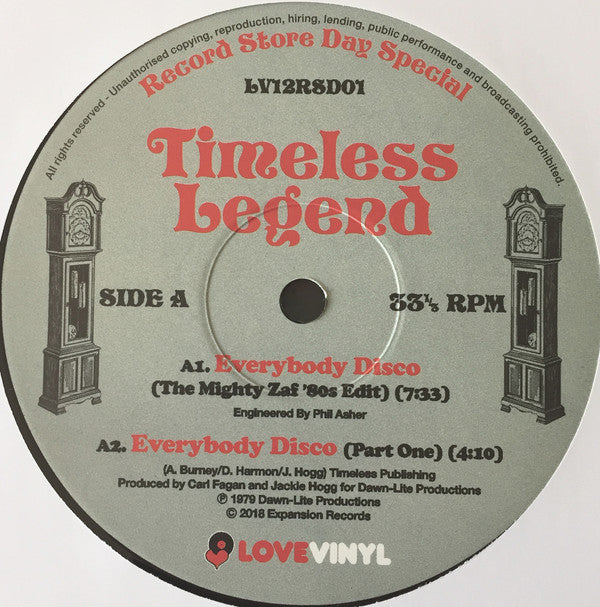 All rights reserved - Unauthorised copying, reproduction, hiring, lending, public performance and broadcasting prohibited.
Record Store Day Special
LV12RSD01
Timeless
Legend
SIDE A
33⅓ RPM
A1. Everybody Disco
(The Mighty Zaf '80s Edit) (7:33)
Engineered By Phil Asher
A2. Everybody Disco (Part One) (4:10)
(A. Burney/D. Harmon/J. Hogg) Timeless Publishing
Produced by Carl Fagan and Jackie Hogg for Dawn-Lite Productions
℗ 1979 Dawn-Lite Productions
© 2018 Expansion Records
LOVEVINYL